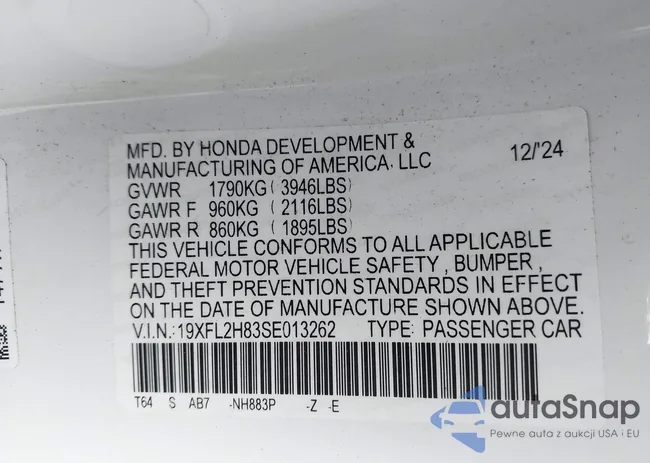 MFD. BY HONDA DEVELOPMENT &
MANUFACTURING OF AMERICA, LLC 12/'24
GVWR 1790KG (3946LBS)
GAWR F 960KG (2116LBS)
GAWR R 860KG (1895LBS)
THIS VEHICLE CONFORMS TO ALL APPLICABLE
FEDERAL MOTOR VEHICLE SAFETY, BUMPER,
AND THEFT PREVENTION STANDARDS IN EFFECT
ON THE DATE OF MANUFACTURE SHOWN ABOVE.
V.I.N.:19XFL2H83SE013262 TYPE: PASSENGER CAR
T64 S AB7 -NH883P -Z -E
autoSnap
Pewne auta z aukcji USA i EU